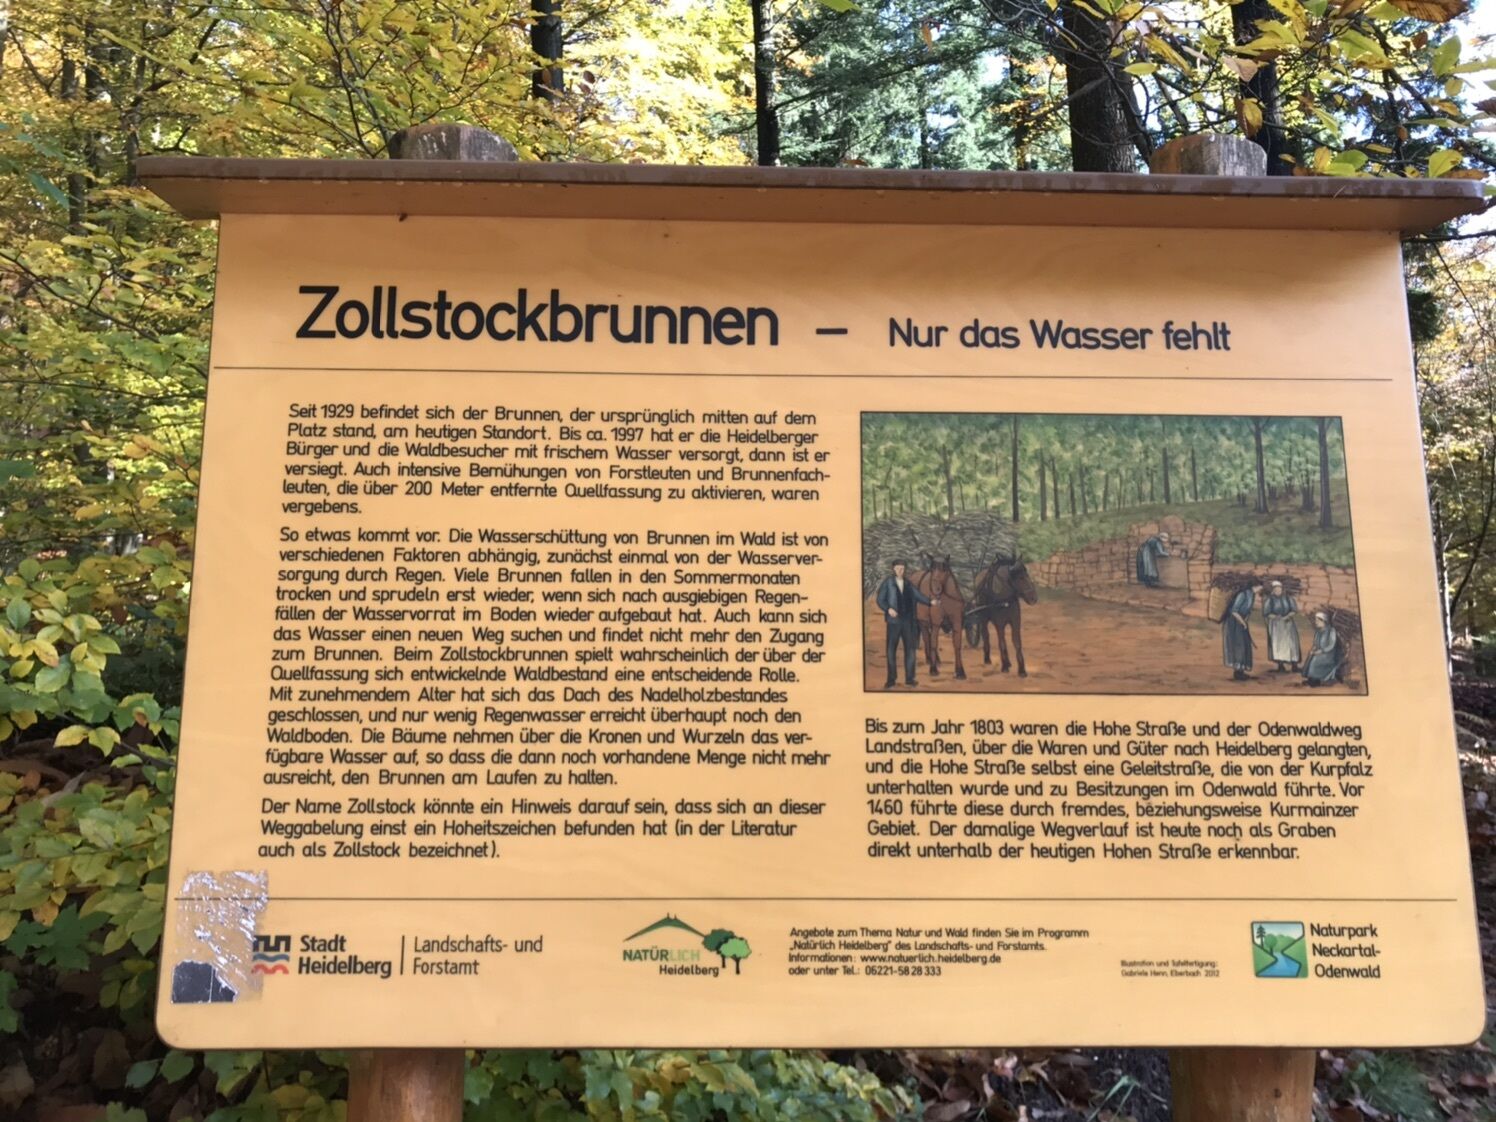 Zollstockbrunnen – Nur das Wasser fehlt
Seit 1929 befindet sich der Brunnen, der ursprünglich mitten auf dem
Platz stand, am heutigen Standort. Bis ca. 1997 hat er die Heidelberger
Bürger und die Waldbesucher mit frischem Wasser versorgt, dann ist er
versiegt. Auch intensive Bemühungen von Forstleuten und Brunnenfach-
leuten, die über 200 Meter entfernte Quellfassung zu aktivieren, waren
vergebens.
So etwas kommt vor. Die Wasserschüttung von Brunnen im Wald ist von
verschiedenen Faktoren abhängig, zunächst einmal von der Wasserver-
sorgung durch Regen. Viele Brunnen fallen in den Sommermonaten
trocken und sprudeln erst wieder, wenn sich nach ausgiebigen Regen-
fällen der Wasservorrat im Boden wieder aufgebaut hat. Auch kann sich
das Wasser einen neuen Weg suchen und findet nicht mehr den Zugang
zum Brunnen. Beim Zollstockbrunnen spielt wahrscheinlich der über der
Quellfassung sich entwickelnde Waldbestand eine entscheidende Rolle.
Mit zunehmendem Alter hat sich das Dach des Nadelholzbestandes
geschlossen, und nur wenig Regenwasser erreicht überhaupt noch den
Waldboden. Die Bäume nehmen über die Kronen und Wurzeln das ver-
fügbare Wasser auf, so dass die dann noch vorhandene Menge nicht mehr
ausreicht, den Brunnen am Laufen zu halten.
Der Name Zollstock könnte ein Hinweis darauf sein, dass sich an dieser
Weggabelung einst ein Hoheitszeichen befunden hat (in der Literatur
auch als Zollstock bezeichnet).
Bis zum Jahr 1803 waren die Hohe Straße und der Odenwaldweg
Landstraßen, über die Waren und Güter nach Heidelberg gelangten,
und die Hohe Straße selbst eine Geleitstraße, die von der Kurpfalz
unterhalten wurde und zu Besitzungen im Odenwald führte. Vor
1460 führte diese durch fremdes, beziehungsweise Kurmainzer
Gebiet. Der damalige Wegverlauf ist heute noch als Graben
direkt unterhalb der heutigen Hohen Straße erkennbar.
Stadt
Heidelberg
Landschafts- und
Forstamt
NATÜRLICH
Heidelberg
Angebote zum Thema Natur und Wald finden Sie im Programm
„Natürlich Heidelberg" des Landschafts- und Forstamts.
Informationen: www.natuerlich.heidelberg.de
oder unter Tel.: 06221-58 28 333
Illustration und Tafelfertigung:
Gabriele Henn, Eberbach 2012
Naturpark
Neckartal-
Odenwald